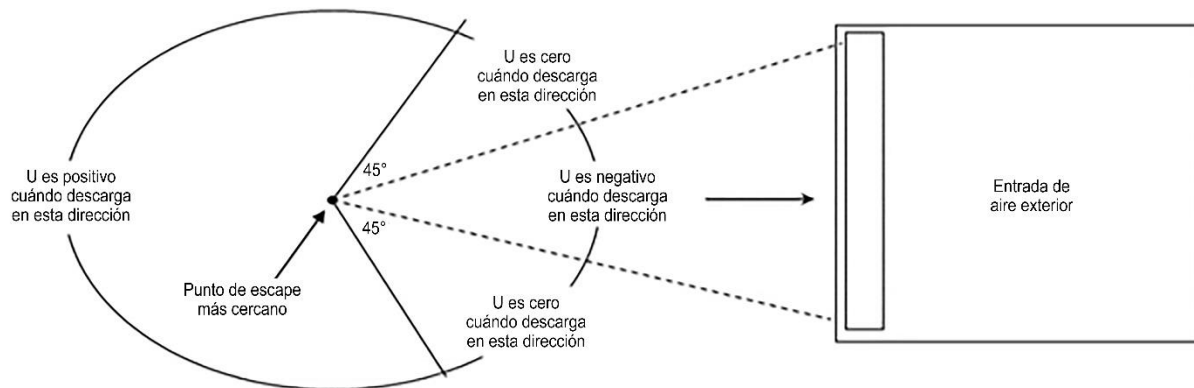 U es cero
cuándo descarga
en esta dirección
45°
U es positivo
cuándo descarga
en esta dirección
U es negativo
cuándo descarga
en esta dirección
Entrada de
aire exterior
45°
Punto de escape
más cercano
U es cero
cuándo descarga
en esta dirección